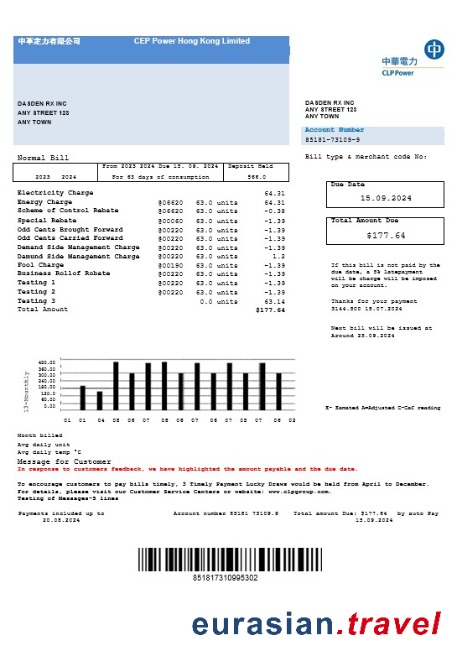 中華電力有限公司 CEP Power Hong Kong Limited
中華電力
CLP Power
DASDEN RX INC
ANY STREET 123
ANY TOWN
DASDEN RX INC
ANY STREET 123
ANY TOWN
Account Number
85181-73109-9
Normal Bill
Bill type & merchant code No:
From 2023 2024 Due 15. 09. 2024 Deposit Held
2023 2024 For 63 days of consumption 566.0
Due Date
15.09.2024
Total Amount Due
$177.64
Electricity Charge 64.31
Energy Charge @06620 63.0 units 64.31
Scheme of Control Rebate @06620 63.0 units -0.38
Special Rebate @00060 63.0 units -1.39
Odd Cents Brought Forward @00220 63.0 units -1.39
Odd Cents Carried Forward @00220 63.0 units -1.39
Demand Side Management Charge @00220 63.0 units -1.39
Damund Side Management Charge @00220 63.0 units 1.2
Fool Charge @00190 63.0 units -1.39
Business Rollof Robate @00220 63.0 units -1.39
Testing 1 @00220 63.0 units -1.39
Testing 2 @00220 63.0 units -1.39
Testing 3 0.0 units 63.14
Total Amount $177.64
If this bill is not paid by the
due date, a 5% latepayment
will be charge will be imposed
on your account.
Thanks for your payment
3144.800 18.07.2024
Next bill will be issued at
Around 28.09.2024
13-Monthly
420.00
360.00
300.00
240.00
180.00
120.00
60.00
0.00
01 01 04 05 06 07 08 06 07 06 07 07 08 02
E- Esmated A=Adjusted C-CaC reading
Month billed
Avg daily unit
Avg daily temp °C
Message for Customer
In response to customers feedback, we have highlighted the amount payable and the due date.
To encourage customers to pay bills timely, 3 Timely Payment Lucky Draws would be held from April to December.
For details, please visit our Customer Service Centers or website: www.clpgroup.com.
Testing of Messages-5 lines
Payments included up to Account number 85181 73109.9 Total amount Due: $177.64 by auto Pay
20.08.2024 15.09.2024
851817310995302
eurasian.travel